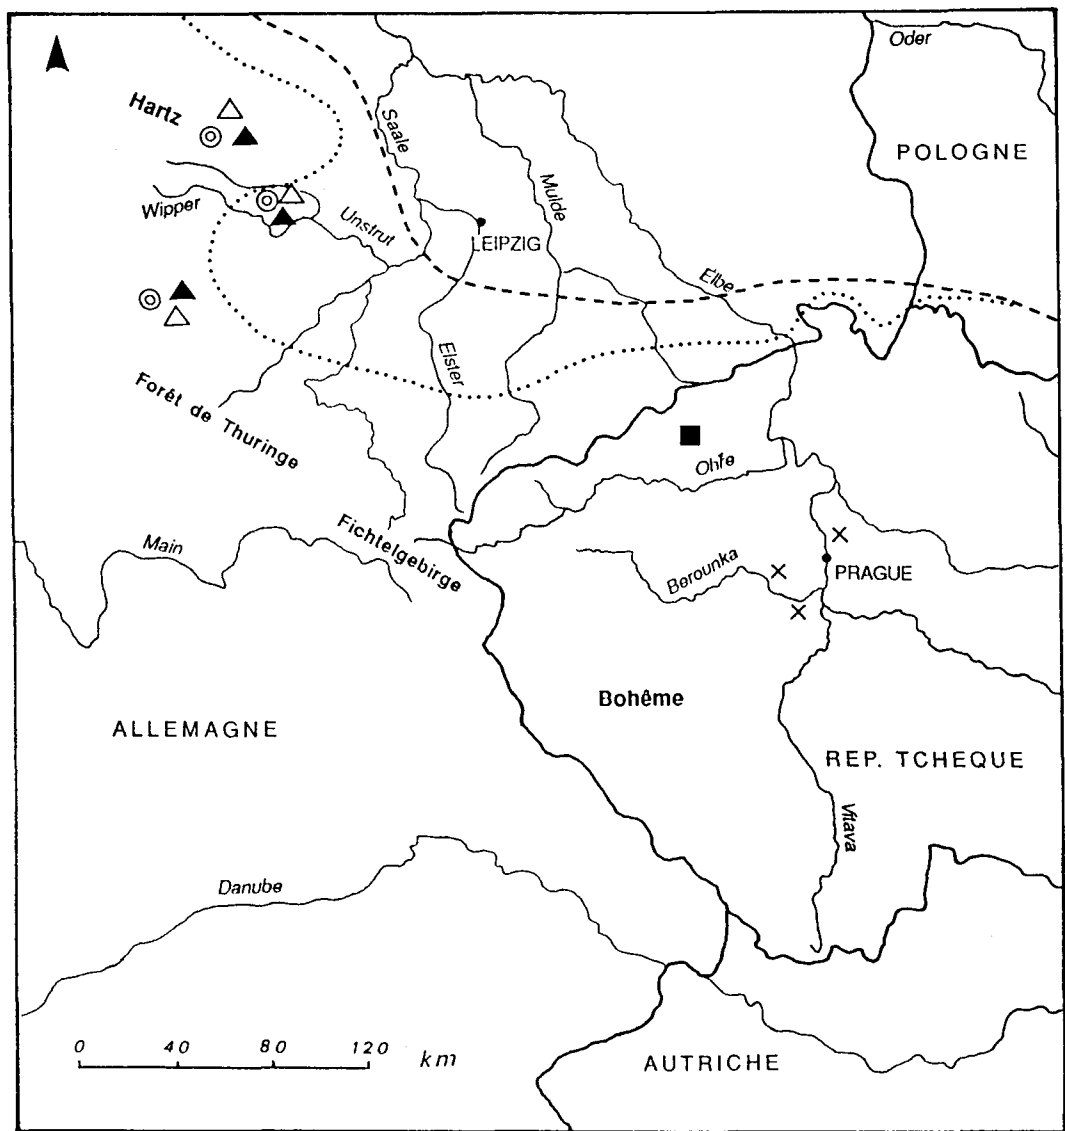 Oder
Hartz
Saale
POLOGNE
Mulde
Wipper
Unstrut
LEIPZIG
Elbe
Elster
Forêt de Thuringe
Ohře
Main
Fichtelgebirge
Berounka
PRAGUE
Bohême
ALLEMAGNE
REP. TCHEQUE
Vltava
Danube
0 40 80 120 km
AUTRICHE